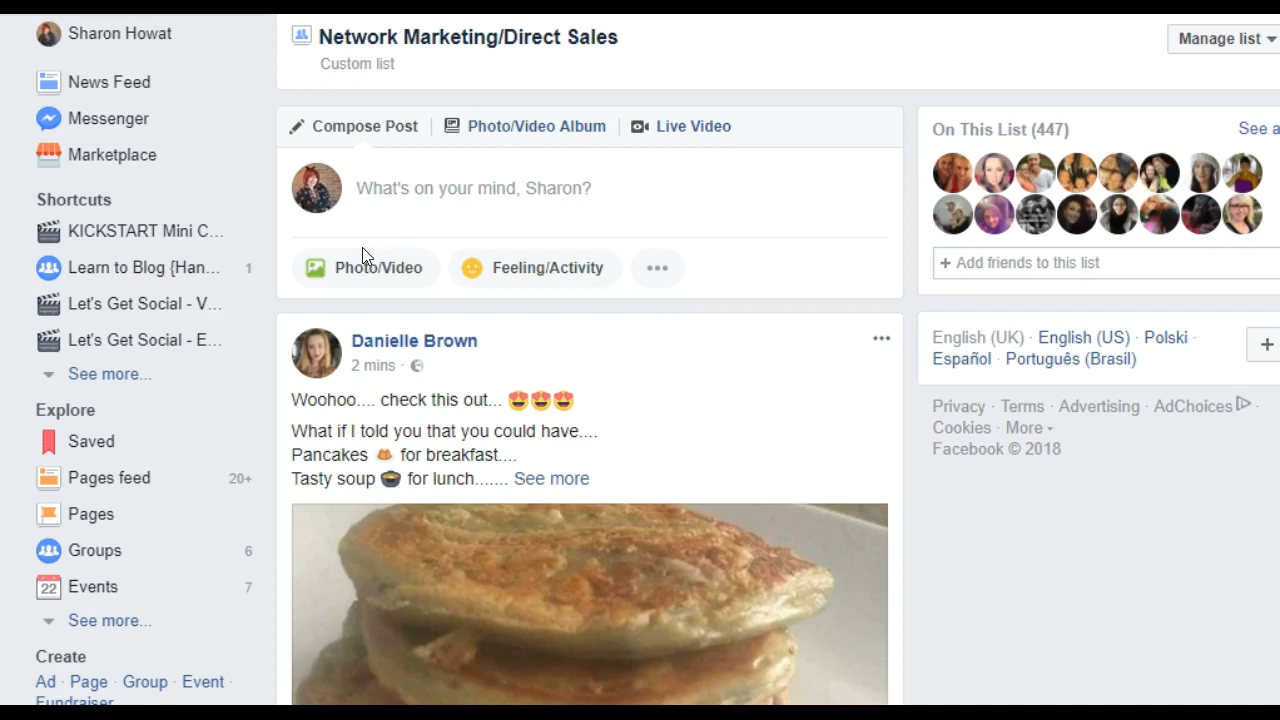 Sharon Howat
News Feed
Messenger
Marketplace
Shortcuts
KICKSTART Mini C...
Learn to Blog {Han... 1
Let's Get Social - V...
Let's Get Social - E...
See more...
Explore
Saved
Pages feed 20+
Pages
Groups 6
22 Events 7
See more...
Create
Ad · Page · Group · Event ·
Fundraiser
Network Marketing/Direct Sales
Custom list
Manage list
Compose Post Photo/Video Album Live Video
What's on your mind, Sharon?
Photo/Video Feeling/Activity
Danielle Brown
2 mins ·
Woohoo.... check this out... 😍😍😍
What if I told you that you could have....
Pancakes 🥞 for breakfast....
Tasty soup 🍲 for lunch....... See more
On This List (447) See a
+ Add friends to this list
English (UK) · English (US) · Polski ·
Español · Português (Brasil)
+
Privacy · Terms · Advertising · AdChoices ·
Cookies · More
Facebook © 2018